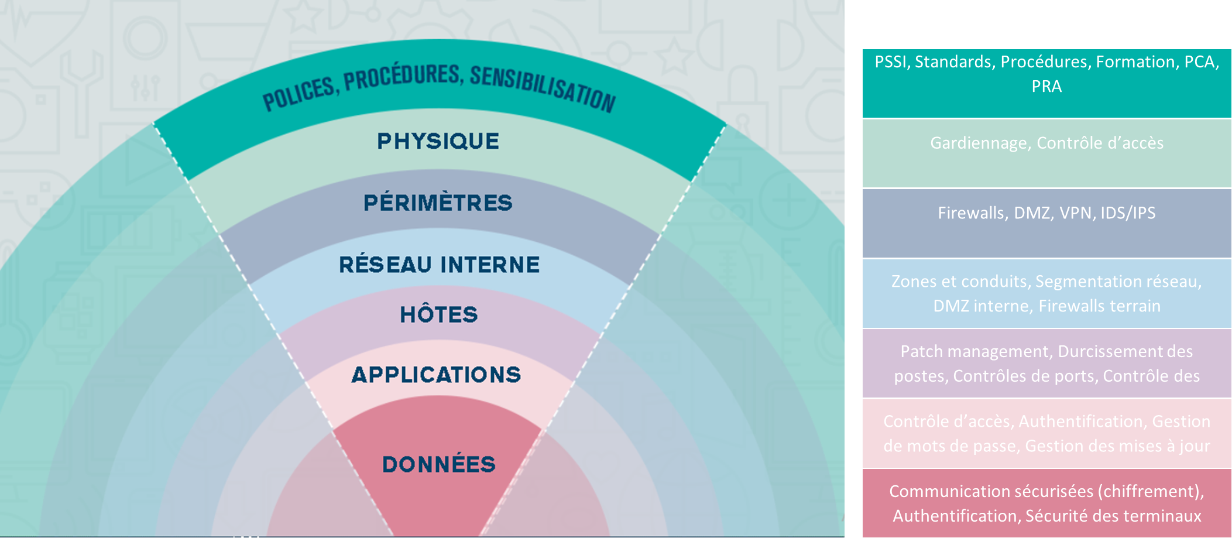 POLICES, PROCÉDURES, SENSIBILISATION
PHYSIQUE
PÉRIMÈTRES
RÉSEAU INTERNE
HÔTES
APPLICATIONS
DONNÉES
PSSI, Standards, Procédures, Formation, PCA,
PRA
Gardiennage, Contrôle d’accès
Firewalls, DMZ, VPN, IDS/IPS
Zones et conduits, Segmentation réseau,
DMZ interne, Firewalls terrain
Patch management, Durcissement des
postes, Contrôles de ports, Contrôle des
Contrôle d’accès, Authentification, Gestion
de mots de passe, Gestion des mises à jour
Communication sécurisées (chiffrement),
Authentification, Sécurité des terminaux